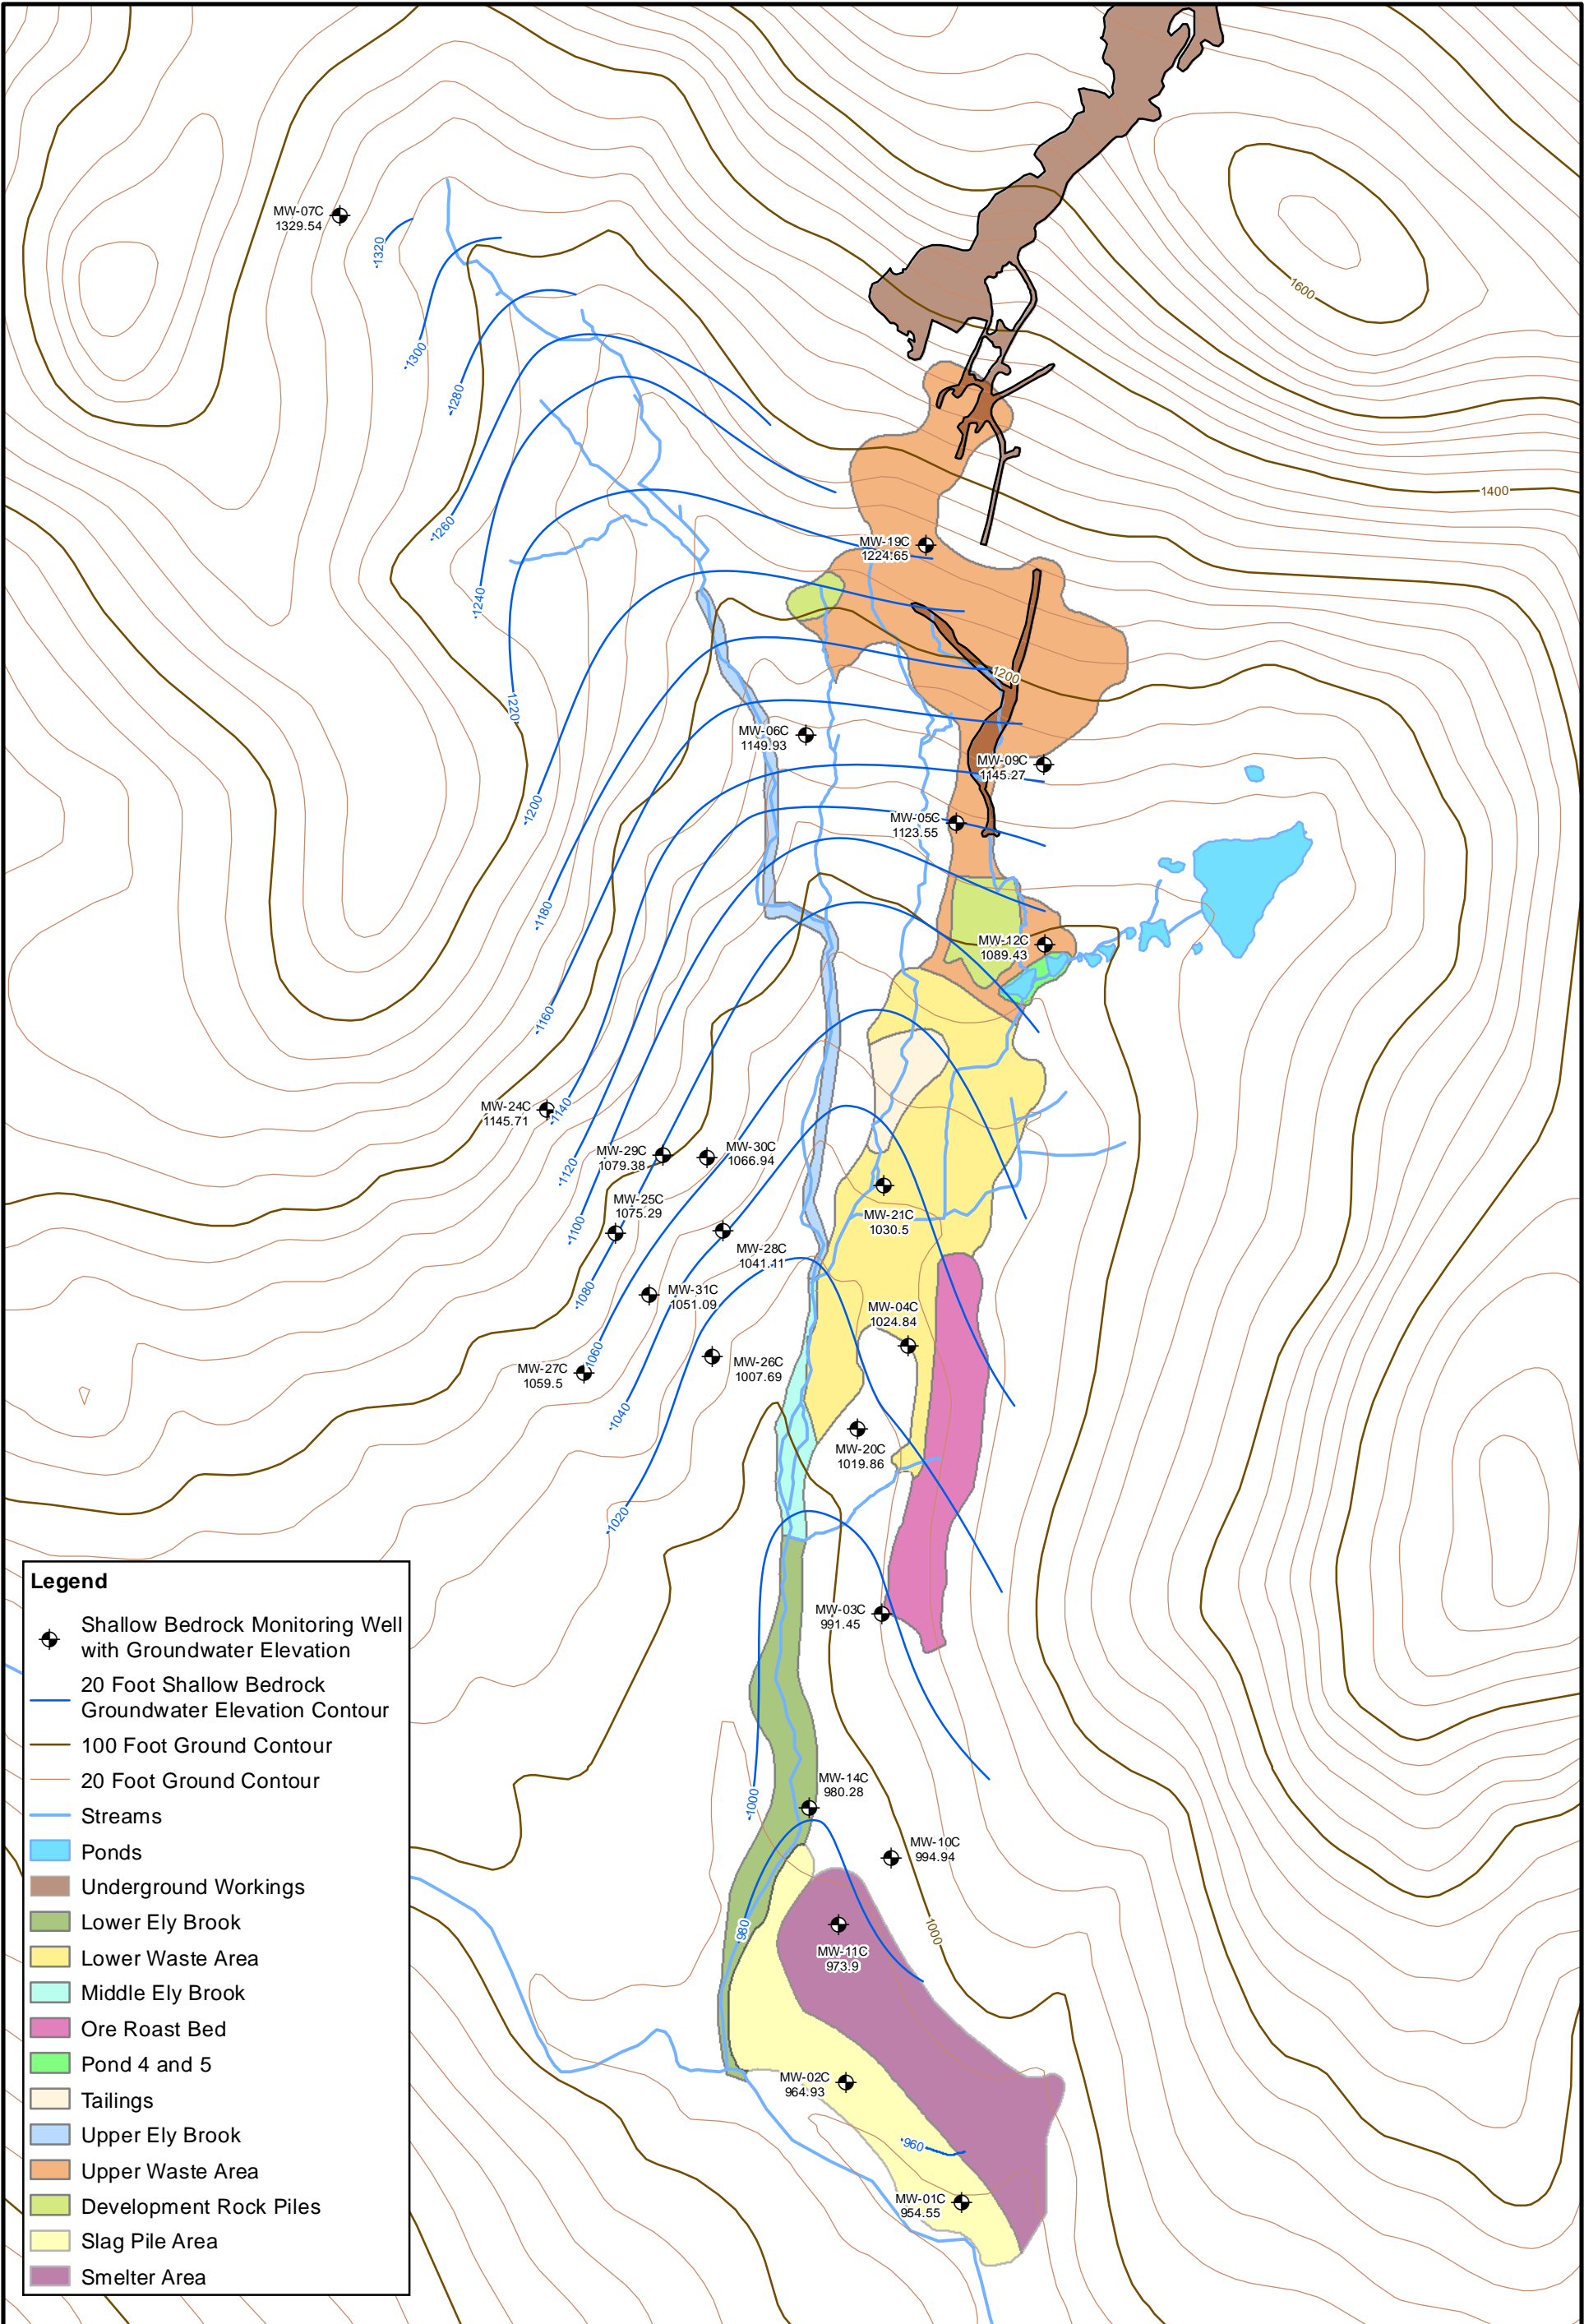 MW-07C
1329.54
1320
1600
1300
1280
1400
1260
MW-19C
1224.65
1240
1200
1220
MW-06C
1149.93
MW-09C
1145.27
1200
MW-05C
1123.55
1180
MW-12C
1089.43
1160
MW-24C
1145.71
1140
MW-29C
1079.38
MW-30C
1066.94
1120
MW-25C
1075.29
MW-21C
1030.5
1100
MW-28C
1041.11
1080
MW-31C
1051.09
MW-04C
1024.84
1060
MW-27C
1059.5
MW-26C
1007.69
1040
MW-20C
1019.86
1020
MW-03C
991.45
MW-14C
980.28
1000
MW-10C
994.94
980
1000
MW-11C
973.9
MW-02C
964.93
960
MW-01C
954.55
Legend
Shallow Bedrock Monitoring Well
with Groundwater Elevation
20 Foot Shallow Bedrock
Groundwater Elevation Contour
100 Foot Ground Contour
20 Foot Ground Contour
Streams
Ponds
Underground Workings
Lower Ely Brook
Lower Waste Area
Middle Ely Brook
Ore Roast Bed
Pond 4 and 5
Tailings
Upper Ely Brook
Upper Waste Area
Development Rock Piles
Slag Pile Area
Smelter Area